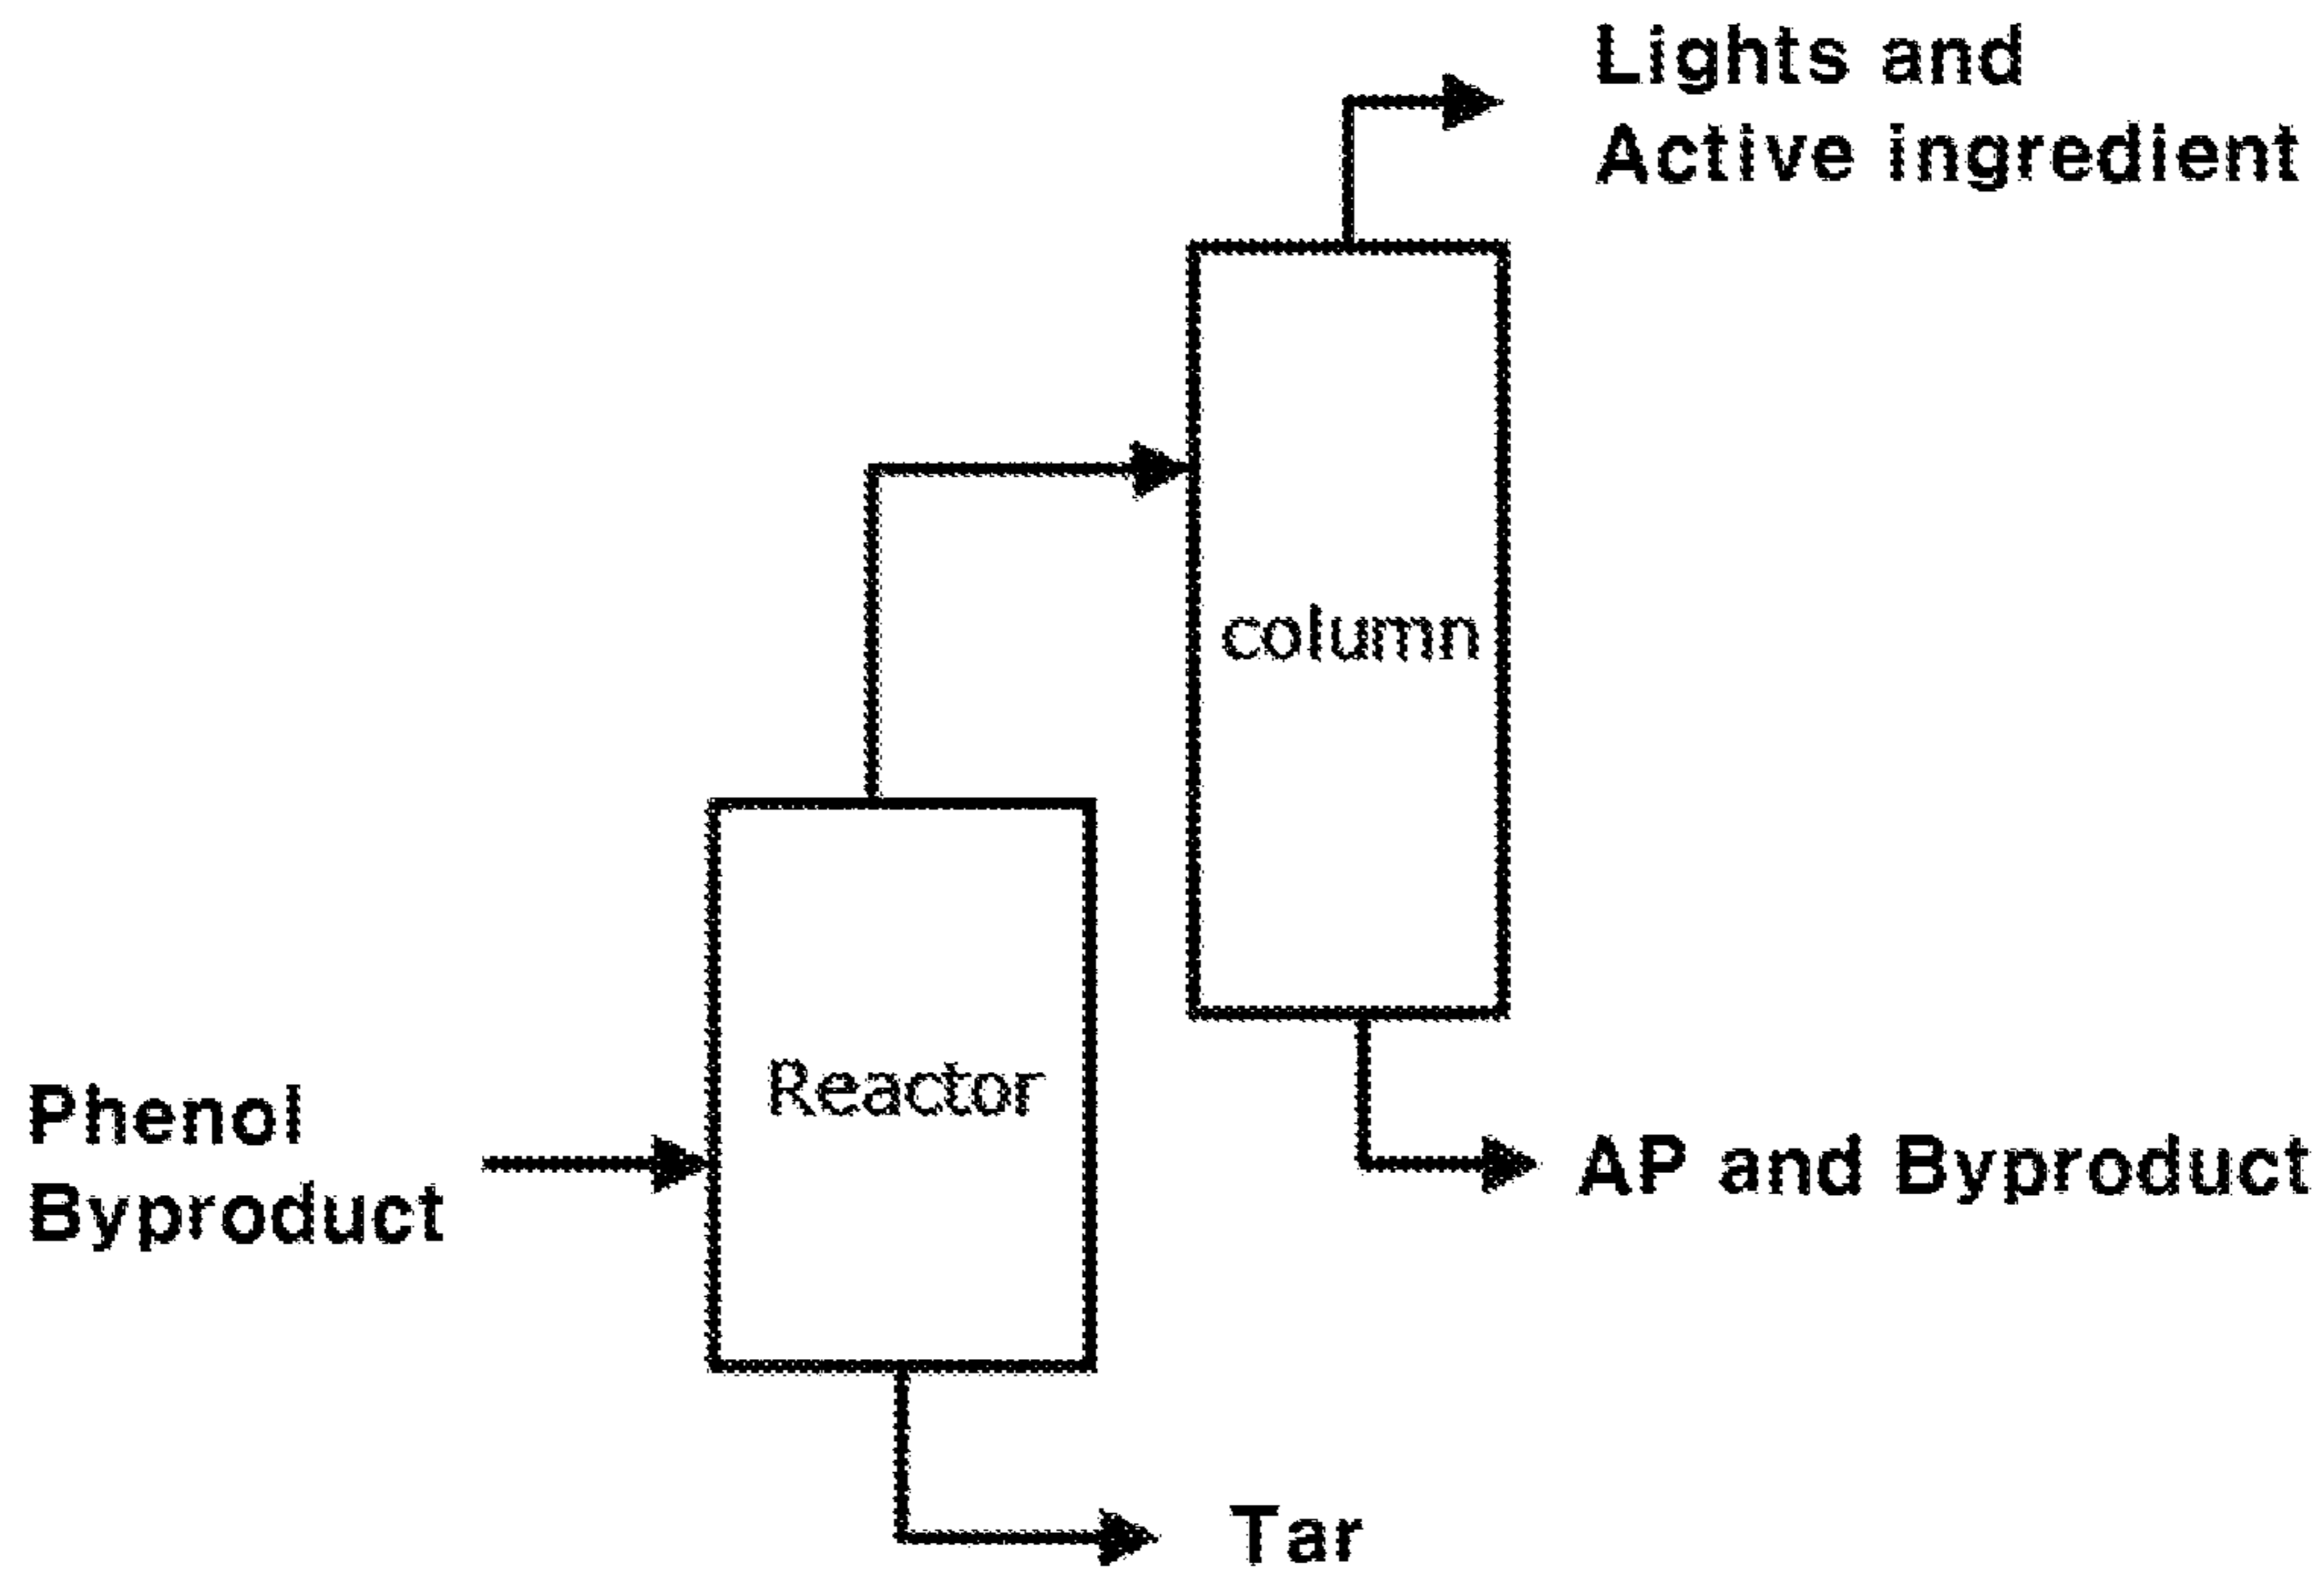 Lights and
Active ingredient
column
Reactor
Phenol
Byproduct
AP and Byproduct
Tar